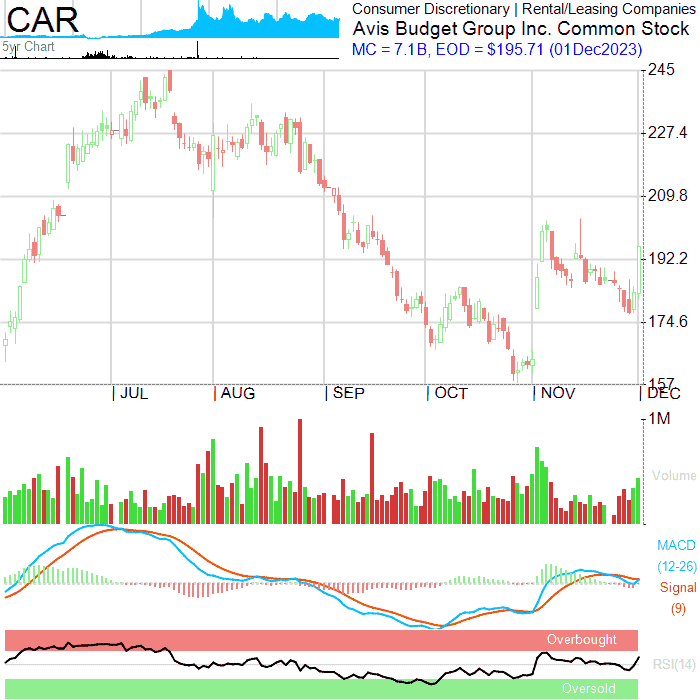 CAR
5yr Chart
Consumer Discretionary | Rental/Leasing Companies
Avis Budget Group Inc. Common Stock
MC = 7.1B, EOD = $195.71 (01Dec2023)
245
227.4
209.8
192.2
174.6
157
| JUL | AUG | SEP | OCT | NOV | DEC
1M
Volume
MACD
(12-26)
Signal
(9)
Overbought
RSI(14)
Oversold